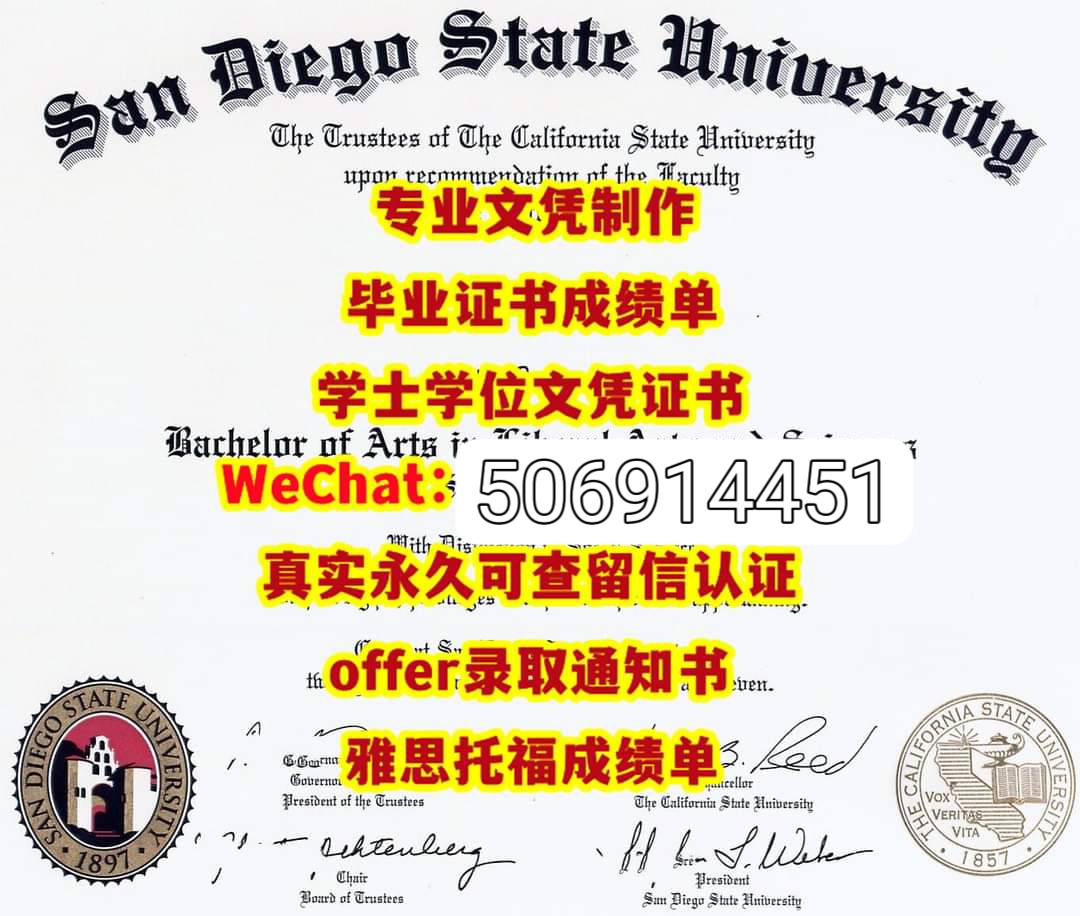 San Diego State University
The Trustees of The California State University
upon recommendation of the Faculty
专业文凭制作
毕业证书成绩单
学士学位文凭证书
Bachelor of Arts in
WeChat: 506914451
With
真实永久可查留信认证
offer录取通知书
雅思托福成绩单
Governor
President of the Trustees
Reed
Chancellor
The California State University
Chair
Board of Trustees
President
San Diego State University
SAN DIEGO STATE UNIVERSITY
1897
THE CALIFORNIA STATE UNIVERSITY
VOX
VERITAS
VITA
1857